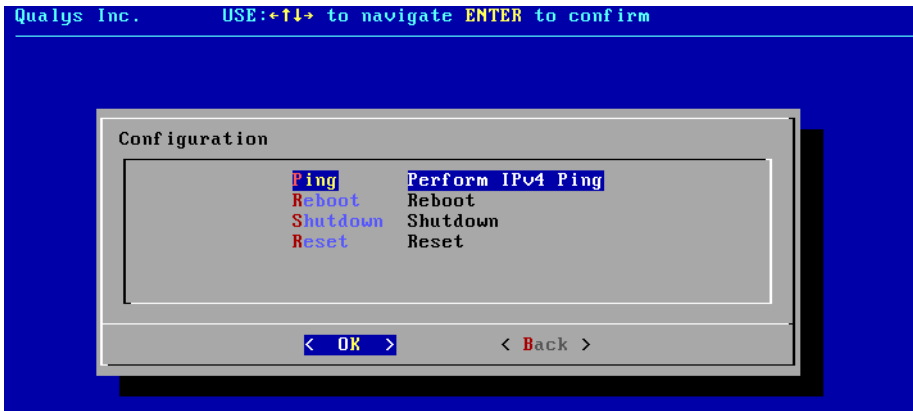 Qualys Inc. USE:←↑↓→ to navigate ENTER to confirm
Configuration
Ping Perform IPv4 Ping
Reboot Reboot
Shutdown Shutdown
Reset Reset
< OK > < Back >